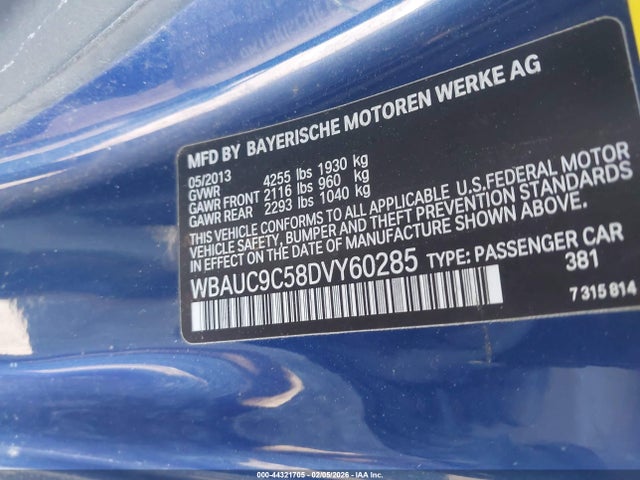 MFD BY BAYERISCHE MOTOREN WERKE AG
05/2013
GVWR 4255 lbs 1930 kg
GAWR FRONT 2116 lbs 960 kg
GAWR REAR 2293 lbs 1040 kg
THIS VEHICLE CONFORMS TO ALL APPLICABLE U.S.FEDERAL MOTOR
VEHICLE SAFETY, BUMPER AND THEFT PREVENTION STANDARDS
IN EFFECT ON THE DATE OF MANUFACTURE SHOWN ABOVE.
WBAUC9C58DVY60285 TYPE: PASSENGER CAR
381
7 315 814
000-44321705 - 02/05/2026 - IAA Inc.